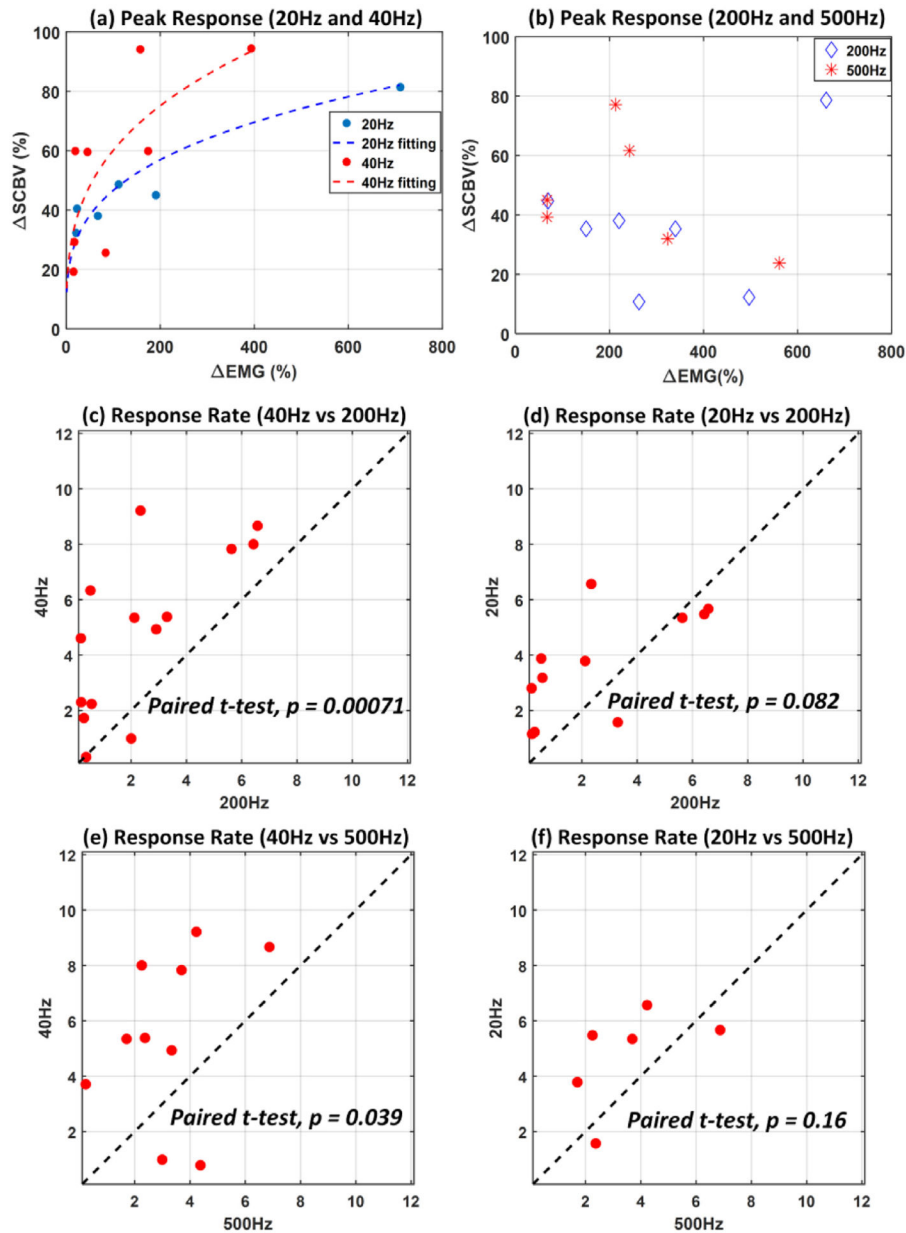 (a) Peak Response (20Hz and 40Hz)
100
80
60
40
20
0
ΔSCBV (%)
20Hz
20Hz fitting
40Hz
40Hz fitting
0 200 400 600 800
ΔEMG (%)
(b) Peak Response (200Hz and 500Hz)
100
80
60
40
20
0
ΔSCBV(%)
200Hz
500Hz
0 200 400 600 800
ΔEMG(%)
(c) Response Rate (40Hz vs 200Hz)
12
10
8
6
4
2
40Hz
Paired t-test, p = 0.00071
2 4 6 8 10 12
200Hz
(d) Response Rate (20Hz vs 200Hz)
12
10
8
6
4
2
20Hz
Paired t-test, p = 0.082
2 4 6 8 10 12
200Hz
(e) Response Rate (40Hz vs 500Hz)
12
10
8
6
4
2
40Hz
Paired t-test, p = 0.039
2 4 6 8 10 12
500Hz
(f) Response Rate (20Hz vs 500Hz)
12
10
8
6
4
2
20Hz
Paired t-test, p = 0.16
2 4 6 8 10 12
500Hz